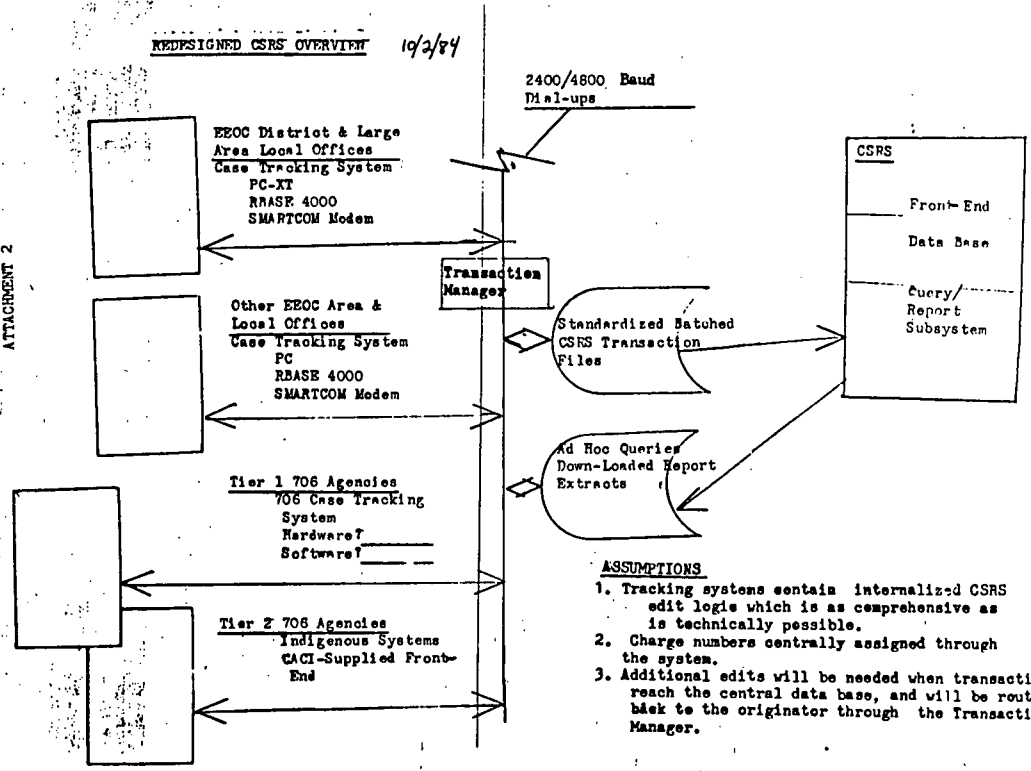 REDESIGNED CSRS OVERVIEW 10/2/84
2400/4800 Baud
Dial-ups
ATTACHMENT 2
EEOC District & Large
Area Local Offices
Case Tracking System
PC-XT
RBASE 4000
SMARTCOM Modem
Transaction
Manager
Other EEOC Area &
Local Offices
Case Tracking System
PC
RBASE 4000
SMARTCOM Modem
Standardized Batched
CSRS Transaction
Files
CSRS
Front-End
Data Base
Query/
Report
Subsystem
Ad Hoc Queries
Down-Loaded Report
Extracts
Tier 1 706 Agencies
706 Case Tracking
System
Hardware?
Software?
Tier 2 706 Agencies
Indigenous Systems
CACI-Supplied Front-
End
ASSUMPTIONS
1. Tracking systems contain internalized CSRS
edit logic which is as comprehensive as
is technically possible.
2. Charge numbers centrally assigned through
the system.
3. Additional edits will be needed when transacti
reach the central data base, and will be rout
back to the originator through the Transacti
Manager.